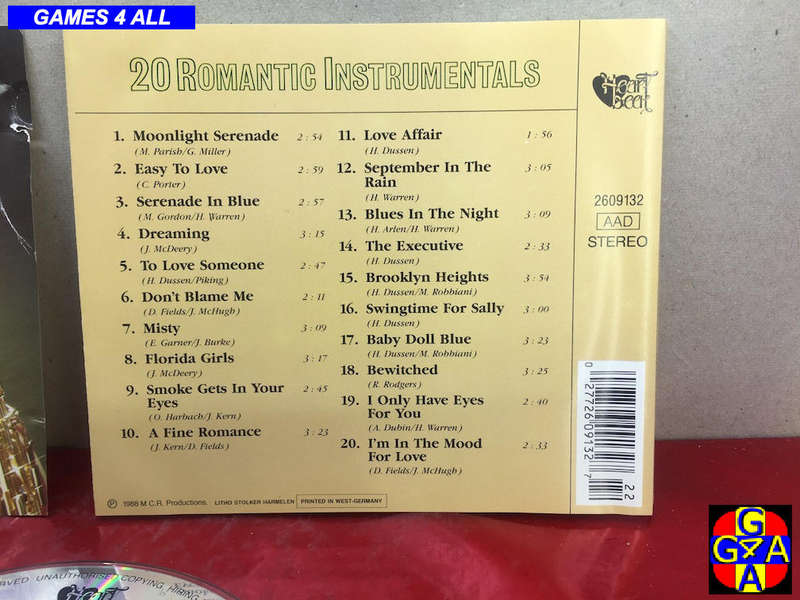 GAMES 4 ALL
20 ROMANTIC INSTRUMENTALS
Heart beat
1. Moonlight Serenade 2:54
(M. Parish/G. Miller)
2. Easy To Love 2:59
(C. Porter)
3. Serenade In Blue 2:57
(M. Gordon/H. Warren)
4. Dreaming 3:15
(J. McDeery)
5. To Love Someone 2:47
(H. Dussen/Piking)
6. Don't Blame Me 2:11
(D. Fields/J. McHugh)
7. Misty 3:09
(E. Garner/J. Burke)
8. Florida Girls 3:17
(J. McDeery)
9. Smoke Gets In Your 2:45
Eyes
(O. Harbach/J. Kern)
10. A Fine Romance 3:23
(J. Kern/D. Fields)
11. Love Affair 1:56
(H. Dussen)
12. September In The 3:05
Rain
(H. Warren)
13. Blues In The Night 3:09
(H. Arlen/H. Warren)
14. The Executive 2:33
(H. Dussen)
15. Brooklyn Heights 3:54
(H. Dussen/M. Robbiani)
16. Swingtime For Sally 3:00
(H. Dussen)
17. Baby Doll Blue 3:23
(H. Dussen/M. Robbiani)
18. Bewitched 3:25
(R. Rodgers)
19. I Only Have Eyes 2:40
For You
(A. Dubin/H. Warren)
20. I'm In The Mood 2:33
For Love
(D. Fields/J. McHugh)
2609132
AAD
STEREO
0 27726 09132 7
22
℗ 1988 M.C.R. Productions. LITHO STOLKER HARMELEN PRINTED IN WEST-GERMANY
UNAUTHORISED COPYING, HIRING,
Heart
G
G4A
A